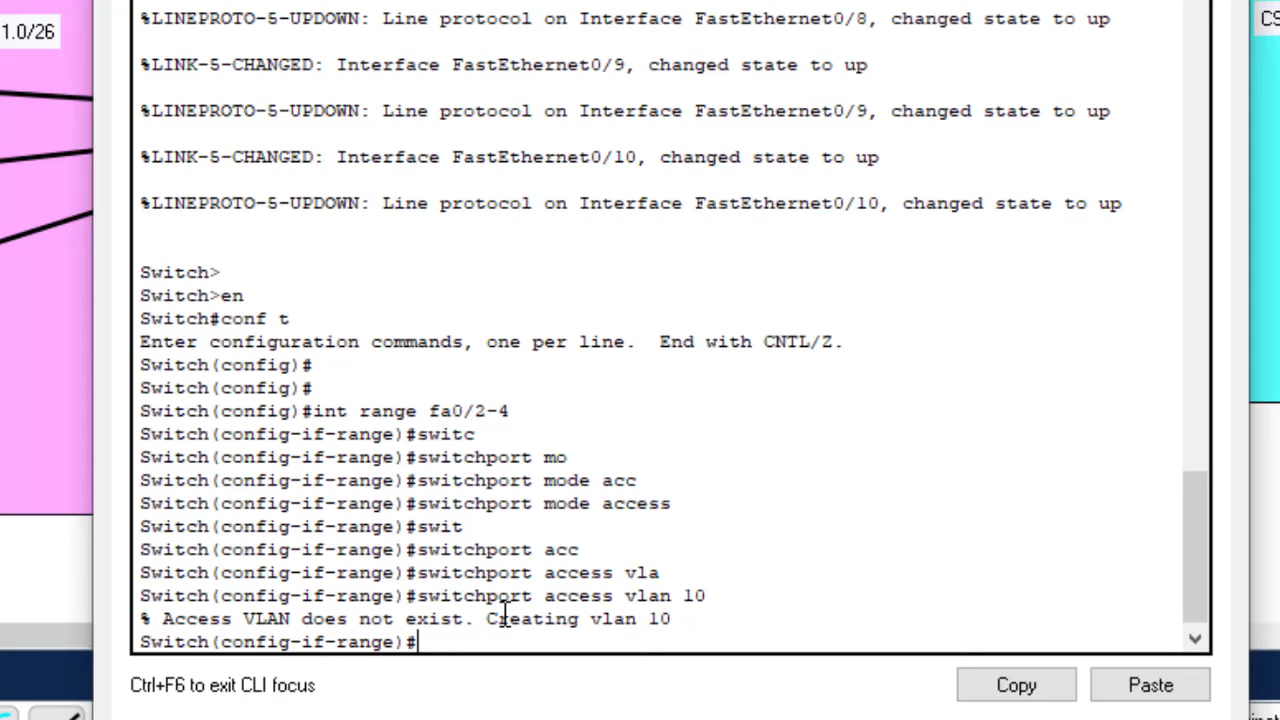 %LINEPROTO-5-UPDOWN: Line protocol on Interface FastEthernet0/8, changed state to up
1.0/26
CS
%LINK-5-CHANGED: Interface FastEthernet0/9, changed state to up
%LINEPROTO-5-UPDOWN: Line protocol on Interface FastEthernet0/9, changed state to up
%LINK-5-CHANGED: Interface FastEthernet0/10, changed state to up
%LINEPROTO-5-UPDOWN: Line protocol on Interface FastEthernet0/10, changed state to up
Switch>
Switch>en
Switch#conf t
Enter configuration commands, one per line.  End with CNTL/Z.
Switch(config)#
Switch(config)#
Switch(config)#int range fa0/2-4
Switch(config-if-range)#switc
Switch(config-if-range)#switchport mo
Switch(config-if-range)#switchport mode acc
Switch(config-if-range)#switchport mode access
Switch(config-if-range)#swit
Switch(config-if-range)#switchport acc
Switch(config-if-range)#switchport access vla
Switch(config-if-range)#switchport access vlan 10
% Access VLAN does not exist. Creating vlan 10
Switch(config-if-range)#
Ctrl+F6 to exit CLI focus
Copy
Paste